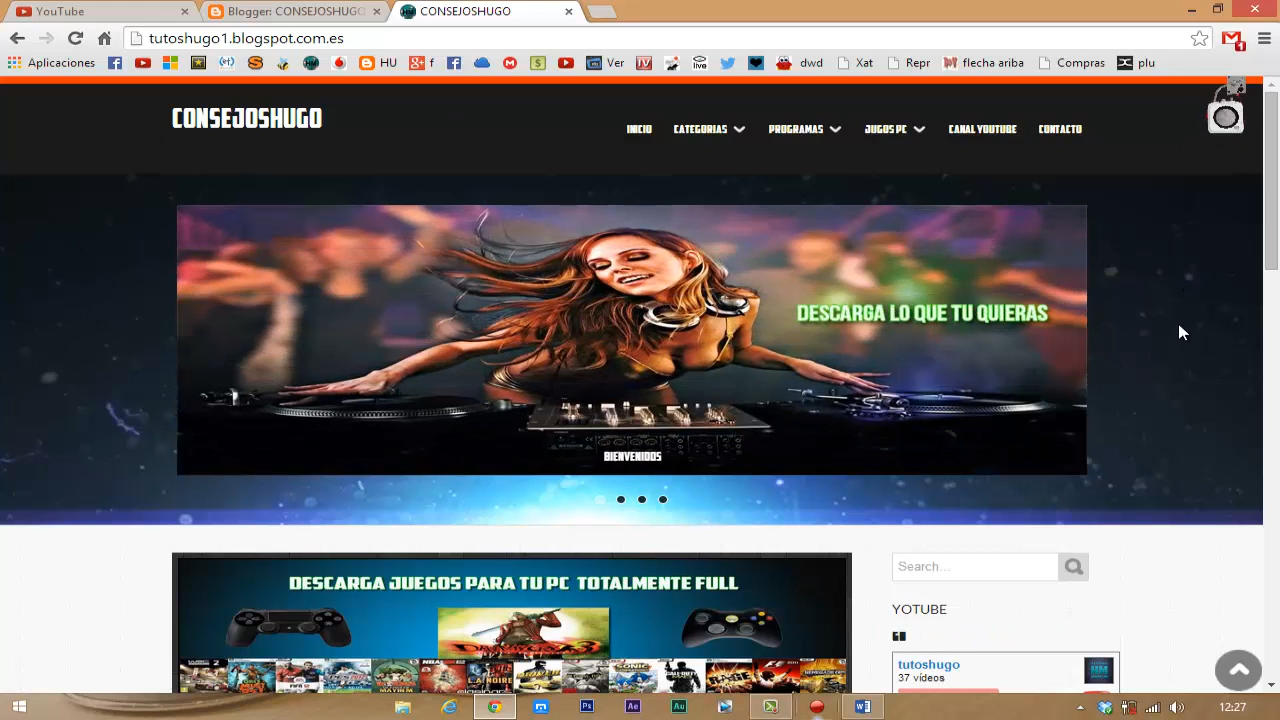 YouTube
Blogger: CONSEJOSHUGO
CONSEJOSHUGO
tutoshugo1.blogspot.com.es
Aplicaciones
HU
f
Ver
live
dwd
Xat
Repr
flecha ariba
Compras
plu
CONSEJOSHUGO
INICIO
CATEGORIAS
PROGRAMAS
JUGOS PC
CANAL YOUTUBE
CONTACTO
DESCARGA LO QUE TU QUIERAS
BIENVENIDOS
DESCARGA JUEGOS PARA TU PC TOTALMENTE FULL
Search...
YOTUBE
tutoshugo
37 vídeos
12:27